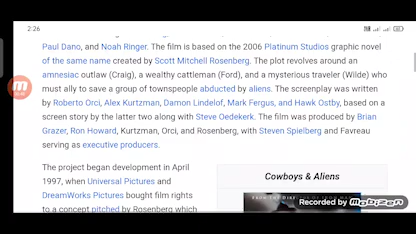 2:26
Paul Dano, and Noah Ringer. The film is based on the 2006 Platinum Studios graphic novel
of the same name created by Scott Mitchell Rosenberg. The plot revolves around an
amnesiac outlaw (Craig), a wealthy cattleman (Ford), and a mysterious traveler (Wilde) who
must ally to save a group of townspeople abducted by aliens. The screenplay was written
by Roberto Orci, Alex Kurtzman, Damon Lindelof, Mark Fergus, and Hawk Ostby, based on a
screen story by the latter two along with Steve Oedekerk. The film was produced by Brian
Grazer, Ron Howard, Kurtzman, Orci, and Rosenberg, with Steven Spielberg and Favreau
serving as executive producers.
The project began development in April
1997, when Universal Pictures and
DreamWorks Pictures bought film rights
to a concept pitched by Rosenberg which
Cowboys & Aliens
Recorded by Mobizen